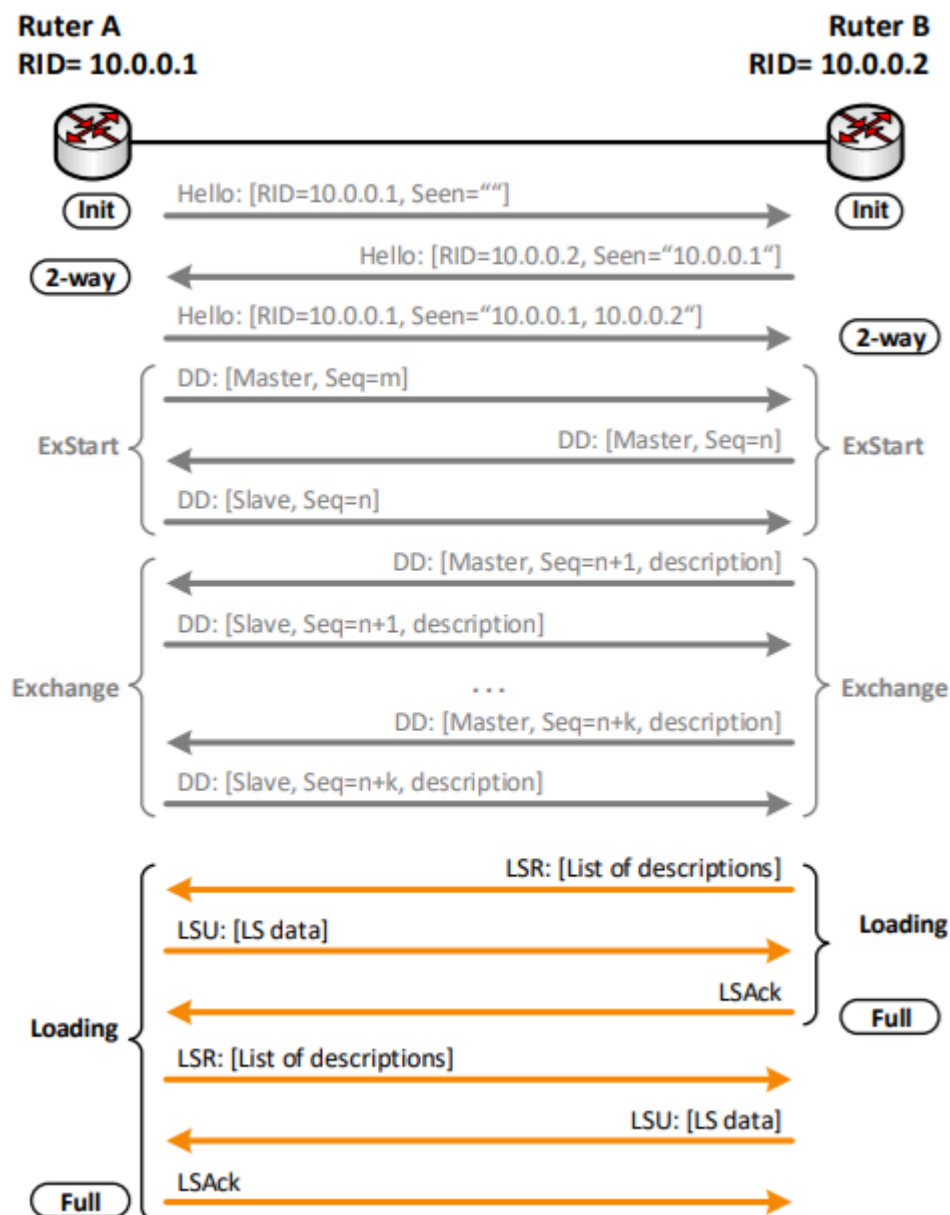 Ruter A
RID= 10.0.0.1
Ruter B
RID= 10.0.0.2
Init
Hello: [RID=10.0.0.1, Seen=““]
Init
Hello: [RID=10.0.0.2, Seen=“10.0.0.1“]
2-way
Hello: [RID=10.0.0.1, Seen=“10.0.0.1, 10.0.0.2“]
2-way
DD: [Master, Seq=m]
ExStart
DD: [Master, Seq=n]
ExStart
DD: [Slave, Seq=n]
DD: [Master, Seq=n+1, description]
DD: [Slave, Seq=n+1, description]
Exchange
...
Exchange
DD: [Master, Seq=n+k, description]
DD: [Slave, Seq=n+k, description]
LSR: [List of descriptions]
LSU: [LS data]
Loading
LSAck
Full
Loading
LSR: [List of descriptions]
LSU: [LS data]
LSAck
Full